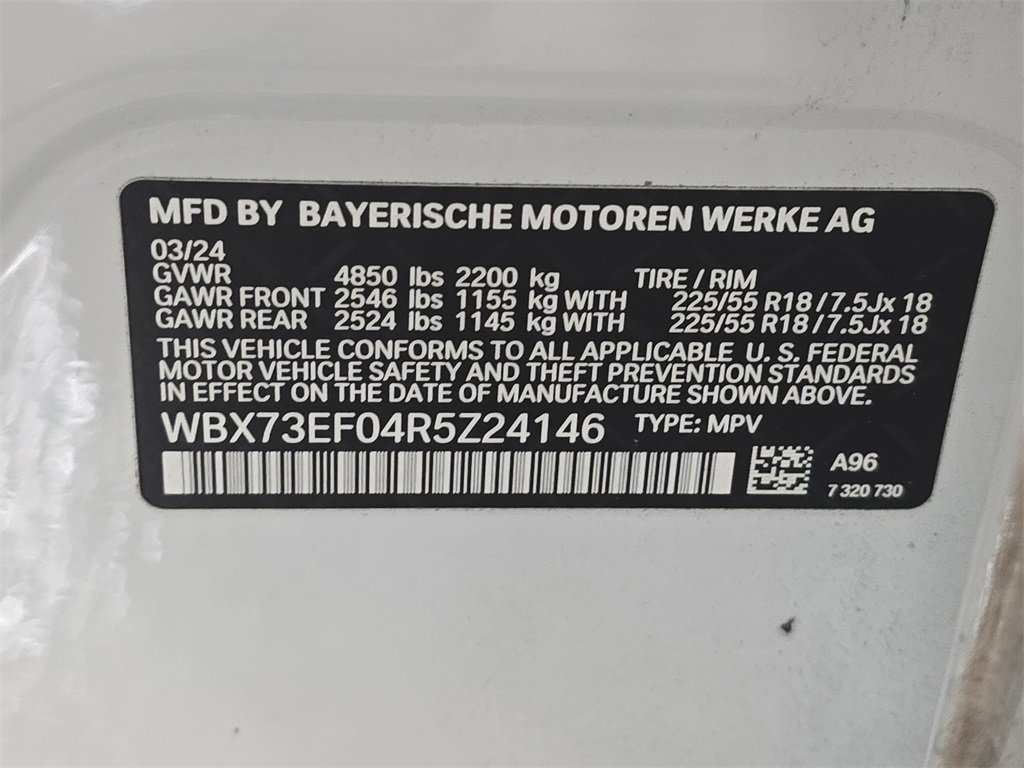 MFD BY BAYERISCHE MOTOREN WERKE AG
03/24
GVWR 4850 lbs 2200 kg TIRE / RIM
GAWR FRONT 2546 lbs 1155 kg WITH 225/55 R18 / 7.5Jx 18
GAWR REAR 2524 lbs 1145 kg WITH 225/55 R18 / 7.5Jx 18
THIS VEHICLE CONFORMS TO ALL APPLICABLE U. S. FEDERAL
MOTOR VEHICLE SAFETY AND THEFT PREVENTION STANDARDS
IN EFFECT ON THE DATE OF MANUFACTURE SHOWN ABOVE.
WBX73EF04R5Z24146 TYPE: MPV
A96
7 320 730